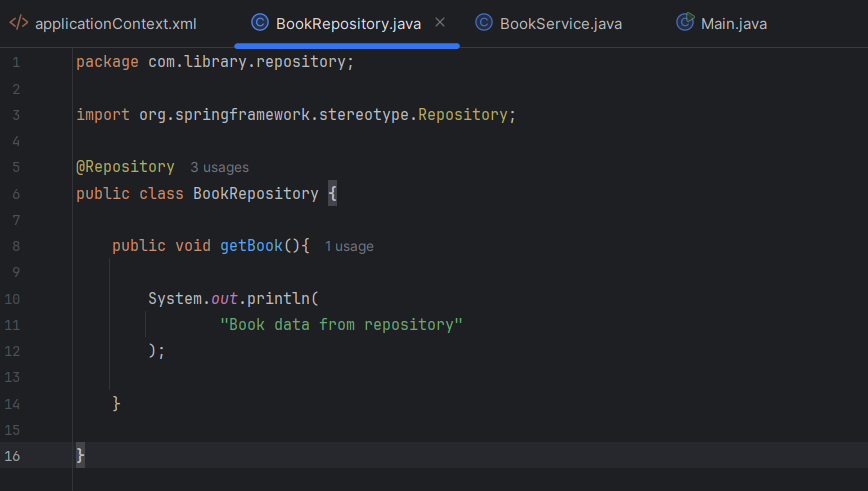 applicationContext.xml BookRepository.java BookService.java Main.java
1 package com.library.repository;
2
3 import org.springframework.stereotype.Repository;
4
5 @Repository 3 usages
6 public class BookRepository {
7
8 public void getBook(){ 1 usage
9
10 System.out.println(
11 "Book data from repository"
12 );
13
14 }
15
16 }